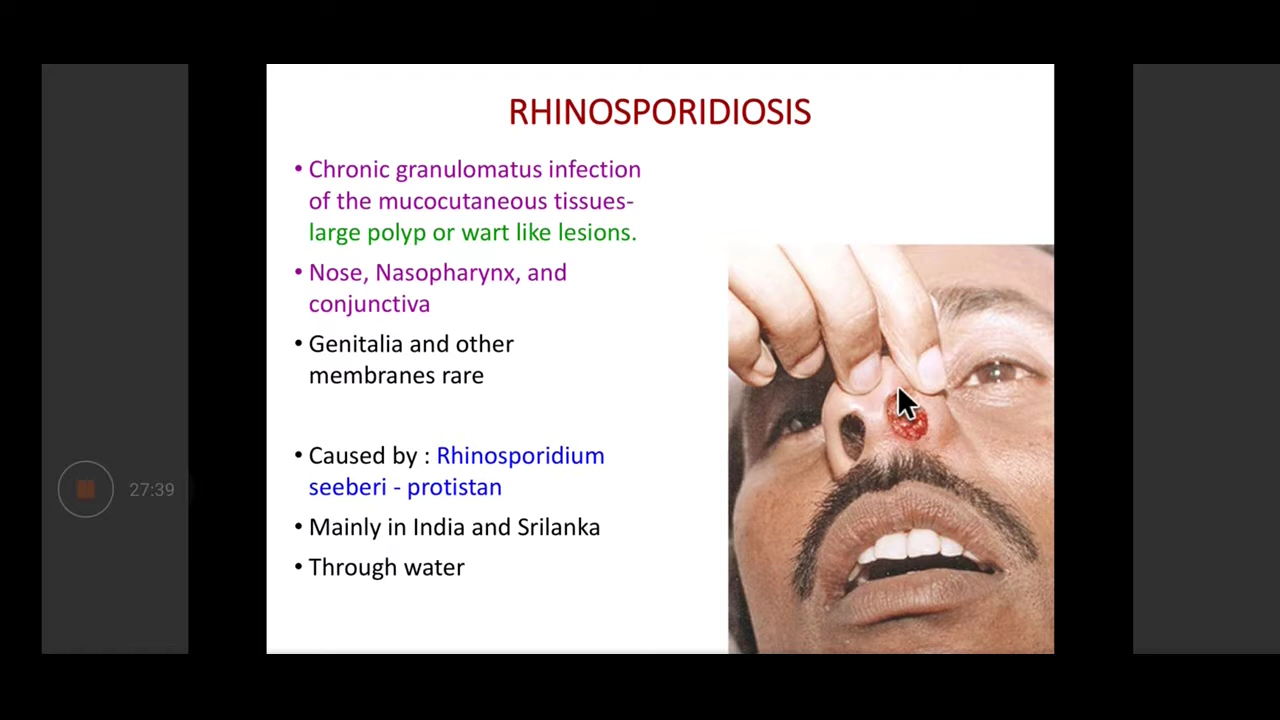 RHINOSPORIDIOSIS
• Chronic granulomatus infection
of the mucocutaneous tissues-
large polyp or wart like lesions.
• Nose, Nasopharynx, and
conjunctiva
• Genitalia and other
membranes rare
• Caused by : Rhinosporidium
seeberi - protistan
• Mainly in India and Srilanka
• Through water
27:39